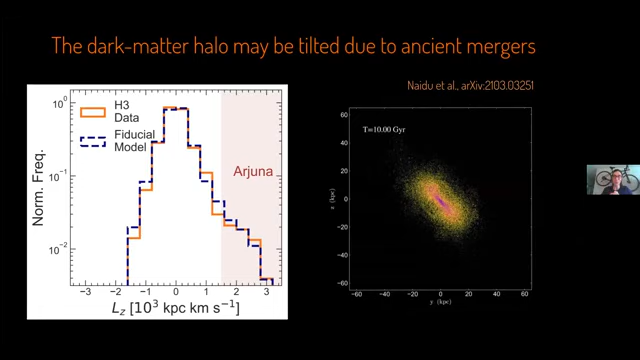 The dark-matter halo may be tilted due to ancient mergers
Naidu et al., arXiv:2103.03251
H3
Data
Fiducial
Model
Arjuna
Norm. Freq.
10⁰
10⁻¹
10⁻²
−3 −2 −1 0 1 2 3
L_z [10³ kpc km s⁻¹]
T=10.00 Gyr
z [kpc]
60
40
20
0
−20
−40
−60
−60 −40 −20 0 20 40 60
y [kpc]